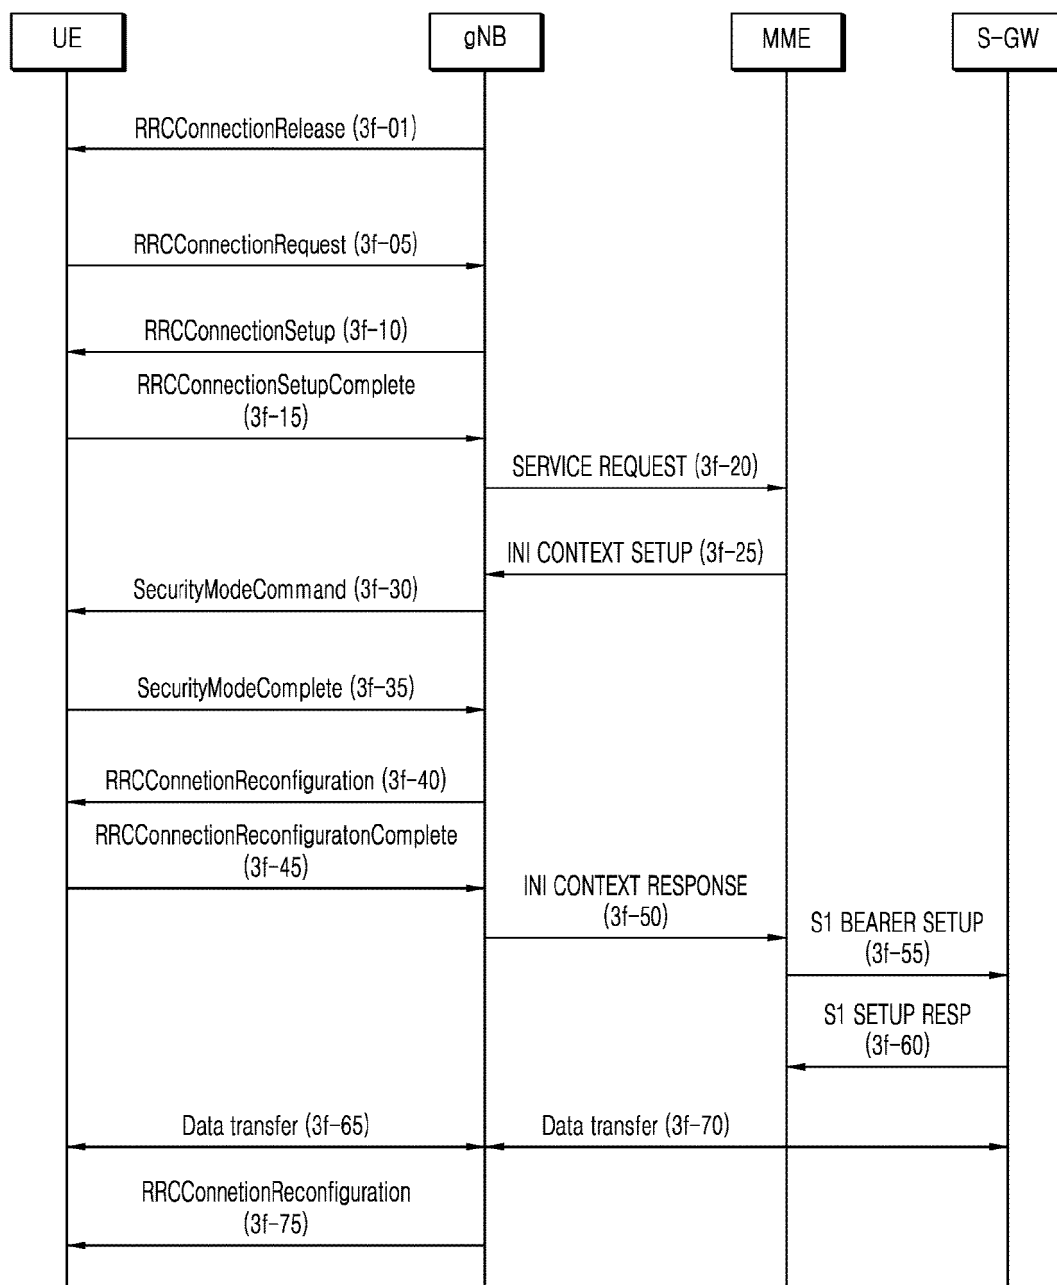 UE
gNB
MME
S-GW
RRCConnectionRelease (3f-01)
RRCConnectionRequest (3f-05)
RRCConnectionSetup (3f-10)
RRCConnectionSetupComplete
(3f-15)
SERVICE REQUEST (3f-20)
INI CONTEXT SETUP (3f-25)
SecurityModeCommand (3f-30)
SecurityModeComplete (3f-35)
RRCConnetionReconfiguration (3f-40)
RRCConnectionReconfiguratonComplete
(3f-45)
INI CONTEXT RESPONSE
(3f-50)
S1 BEARER SETUP
(3f-55)
S1 SETUP RESP
(3f-60)
Data transfer (3f-65)
Data transfer (3f-70)
RRCConnetionReconfiguration
(3f-75)